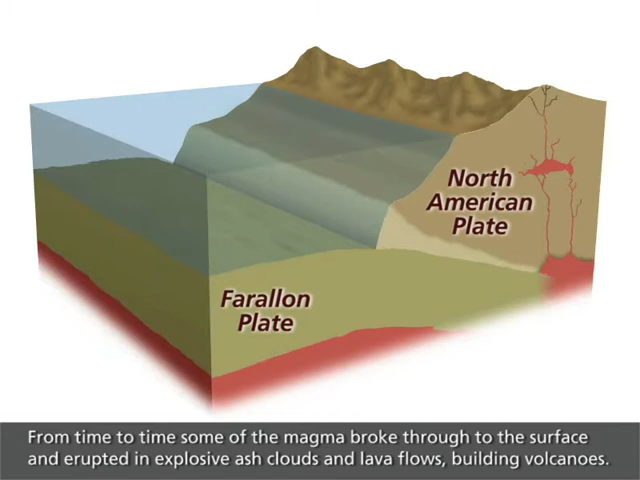 North
American
Plate
Farallon
Plate
From time to time some of the magma broke through to the surface
and erupted in explosive ash clouds and lava flows, building volcanoes.